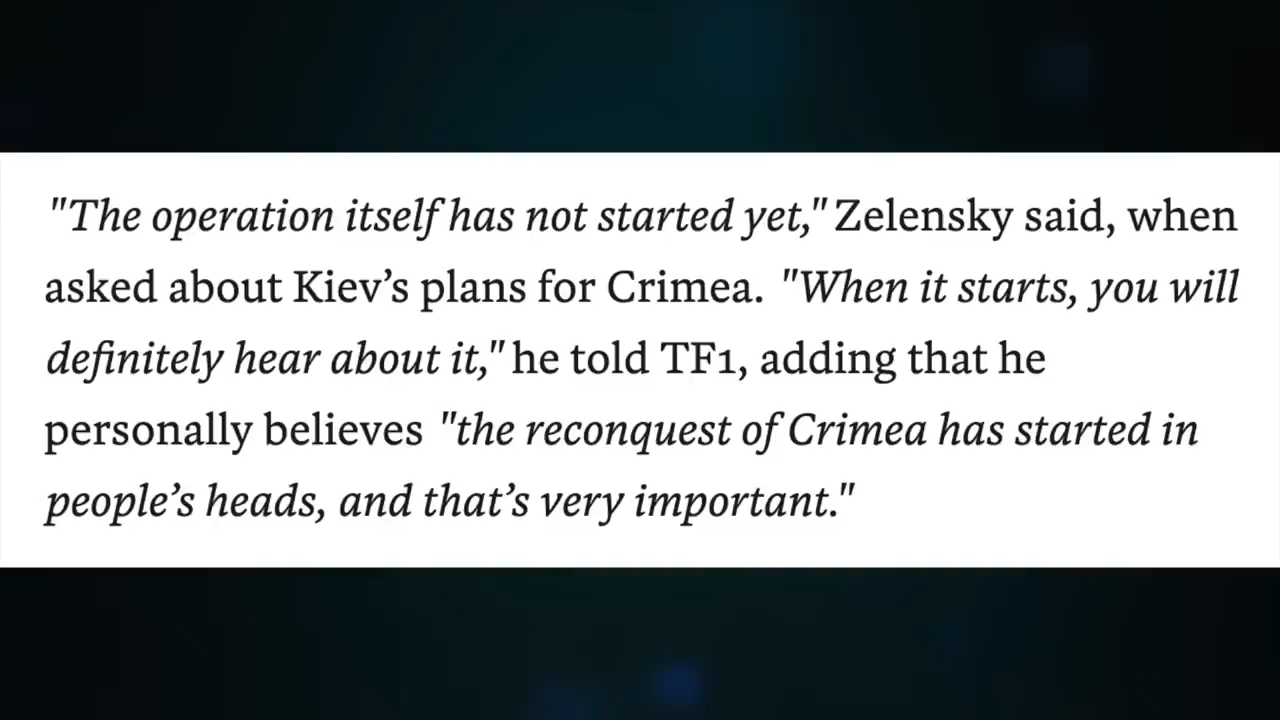 "The operation itself has not started yet," Zelensky said, when
asked about Kiev’s plans for Crimea. "When it starts, you will
definitely hear about it," he told TF1, adding that he
personally believes "the reconquest of Crimea has started in
people’s heads, and that’s very important."